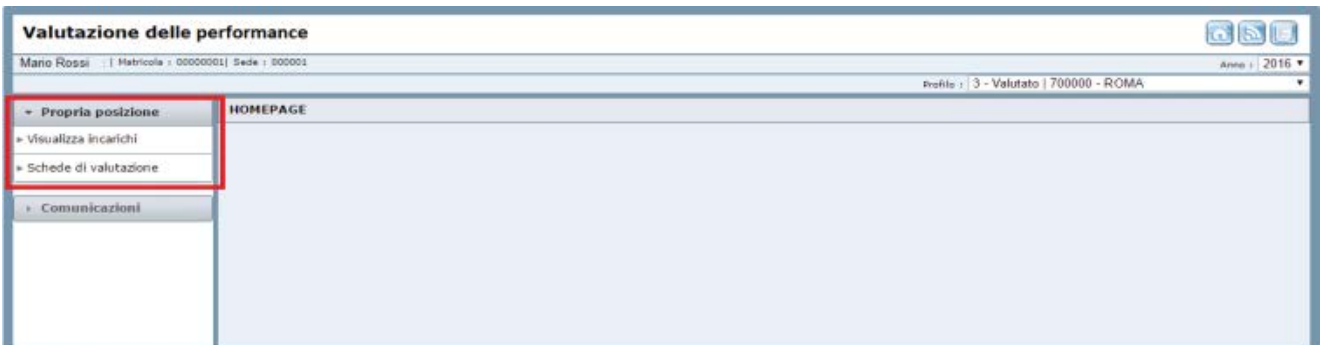 Valutazione delle performance
Mario Rossi : | Matricola : 00000001| Sede : 000001
Anno : 2016
Profilo : 3 - Valutato | 700000 - ROMA
Propria posizione
HOMEPAGE
Visualizza incarichi
Schede di valutazione
Comunicazioni